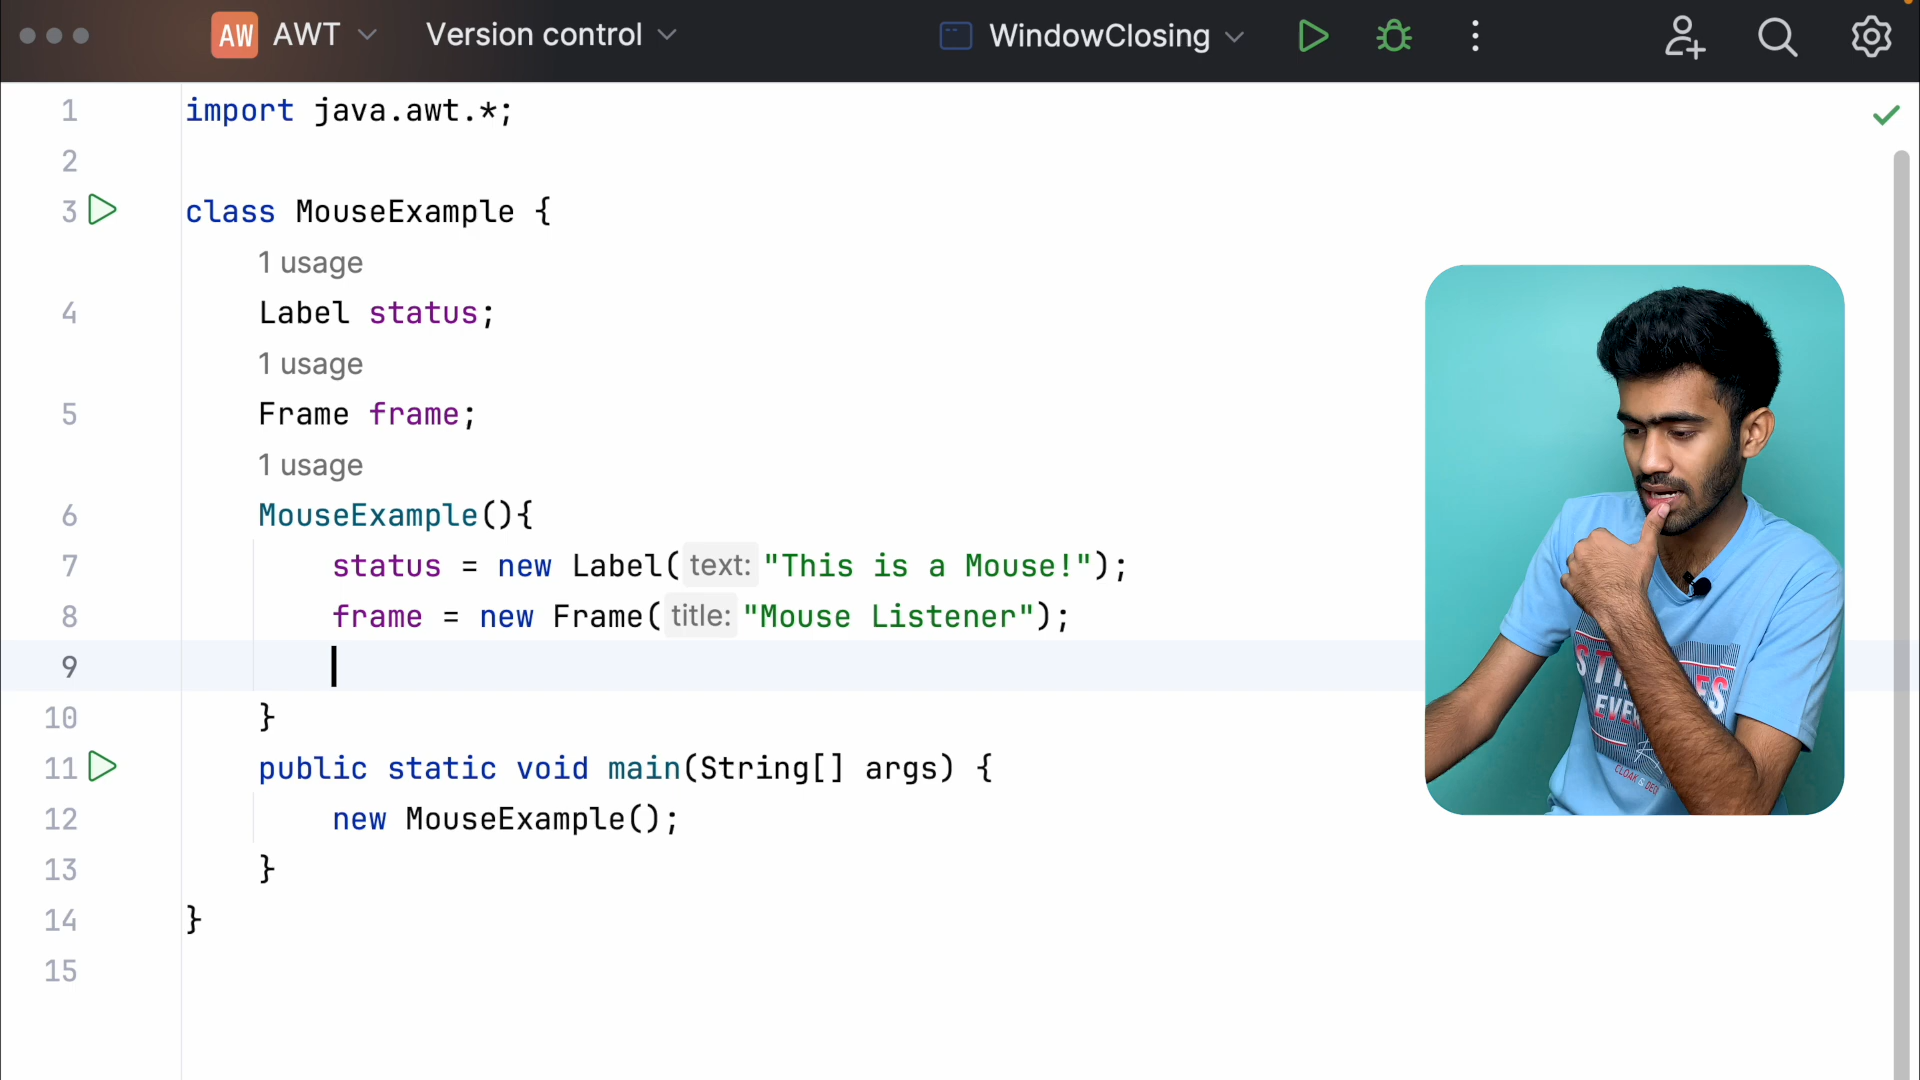 AW AWT Version control WindowClosing
1 import java.awt.*;
2
3 class MouseExample {
1 usage
4 Label status;
1 usage
5 Frame frame;
1 usage
6 MouseExample(){
7 status = new Label( text: "This is a Mouse!");
8 frame = new Frame( title: "Mouse Listener");
9
10 }
11 public static void main(String[] args) {
12 new MouseExample();
13 }
14 }
15